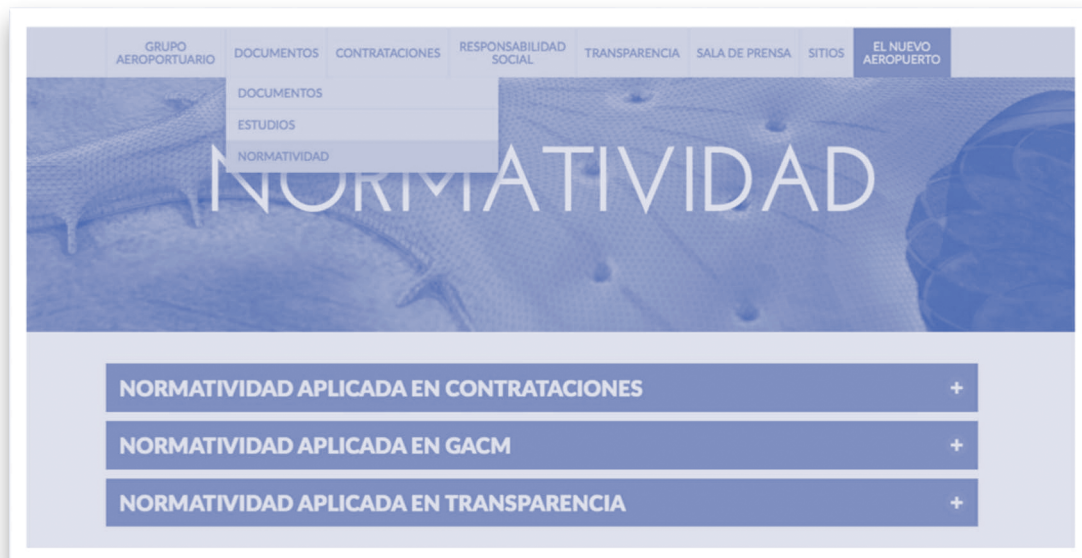 GRUPO
AEROPORTUARIO
DOCUMENTOS
CONTRATACIONES
RESPONSABILIDAD
SOCIAL
TRANSPARENCIA
SALA DE PRENSA
SITIOS
EL NUEVO
AEROPUERTO
DOCUMENTOS
ESTUDIOS
NORMATIVIDAD
NORMATIVIDAD
NORMATIVIDAD APLICADA EN CONTRATACIONES +
NORMATIVIDAD APLICADA EN GACM +
NORMATIVIDAD APLICADA EN TRANSPARENCIA +